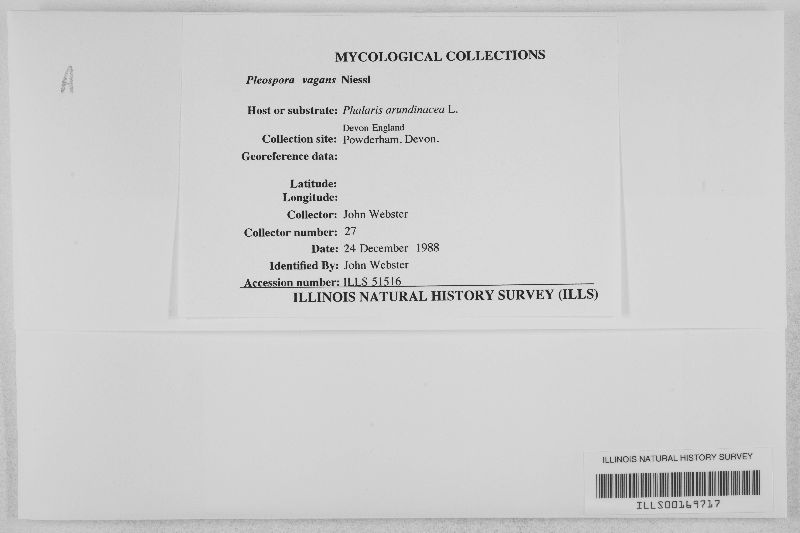 A
MYCOLOGICAL COLLECTIONS
Pleospora vagans Niessl
Host or substrate: Phalaris arundinacea L.
Devon England
Collection site: Powderham, Devon.
Georeference data:
Latitude:
Longitude:
Collector: John Webster
Collector number: 27
Date: 24 December 1988
Identified By: John Webster
Accession number: ILLS 51516
ILLINOIS NATURAL HISTORY SURVEY (ILLS)
ILLINOIS NATURAL HISTORY SURVEY
ILLS00169717